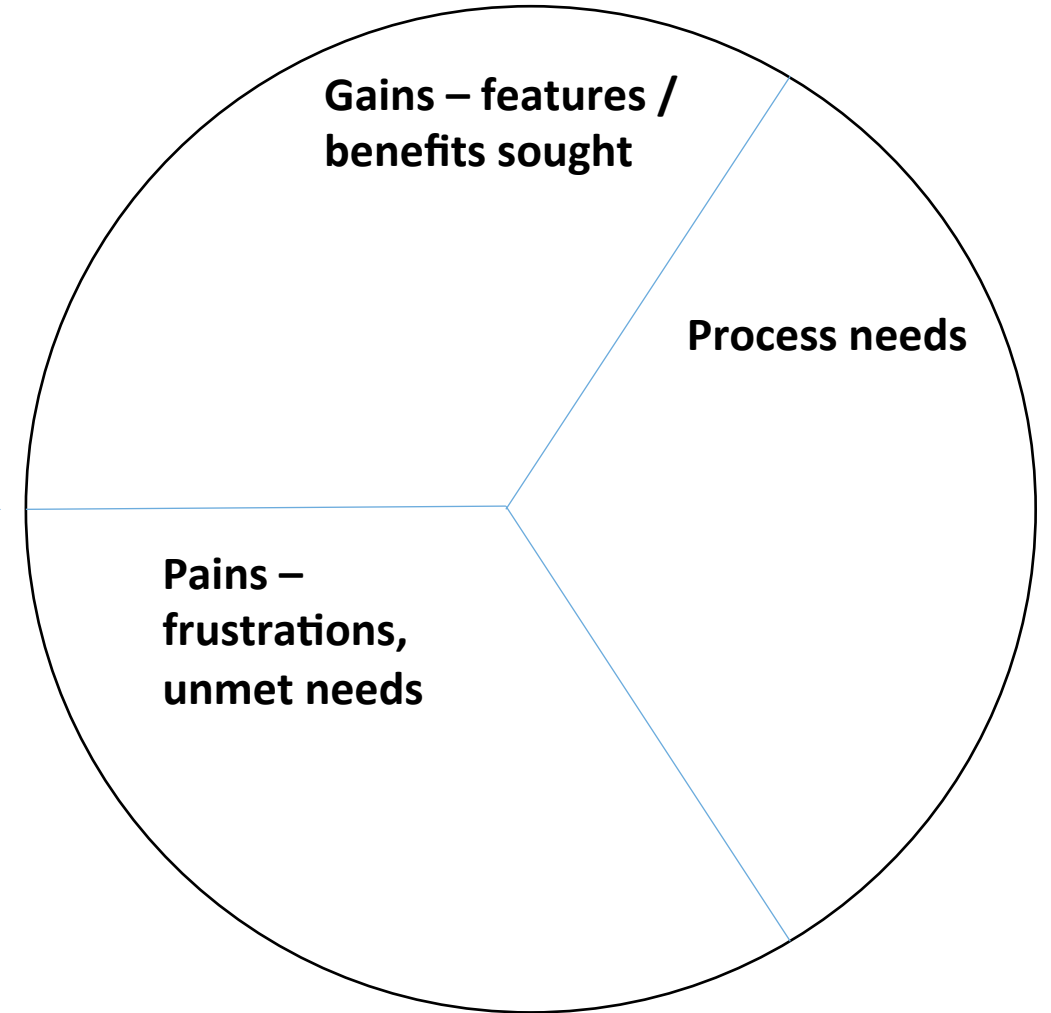 Gains – features /
benefits sought
Process needs
Pains –
frustrations,
unmet needs